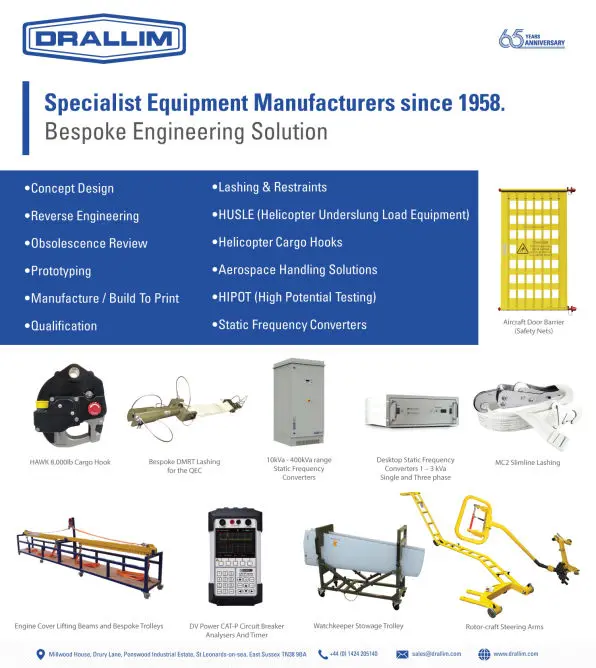 DRALLIM
65 YEARS
ANNIVERSARY
Specialist Equipment Manufacturers since 1958.
Bespoke Engineering Solution
•Concept Design
•Reverse Engineering
•Obsolescence Review
•Prototyping
•Manufacture / Build To Print
•Qualification
•Lashing & Restraints
•HUSLE (Helicopter Underslung Load Equipment)
•Helicopter Cargo Hooks
•Aerospace Handling Solutions
•HIPOT (High Potential Testing)
•Static Frequency Converters
Aircraft Door Barrier
(Safety Nets)
HAWK 8,000lb Cargo Hook
Bespoke DMRT Lashing
for the QEC
10kVa - 400kVa range
Static Frequency
Converters
Desktop Static Frequency
Converters 1 – 3 kVa
Single and Three phase
MC2 Slimline Lashing
Engine Cover Lifting Beams and Bespoke Trolleys
DV Power CAT-P Circuit Breaker
Analysers And Timer
Watchkeeper Stowage Trolley
Rotor-craft Steering Arms
Millwood House, Drury Lane, Ponswood Industrial Estate, St Leonards-on-sea, East Sussex TN38 9BA
+44 (0) 1424 205140
sales@drallim.com
www.drallim.com